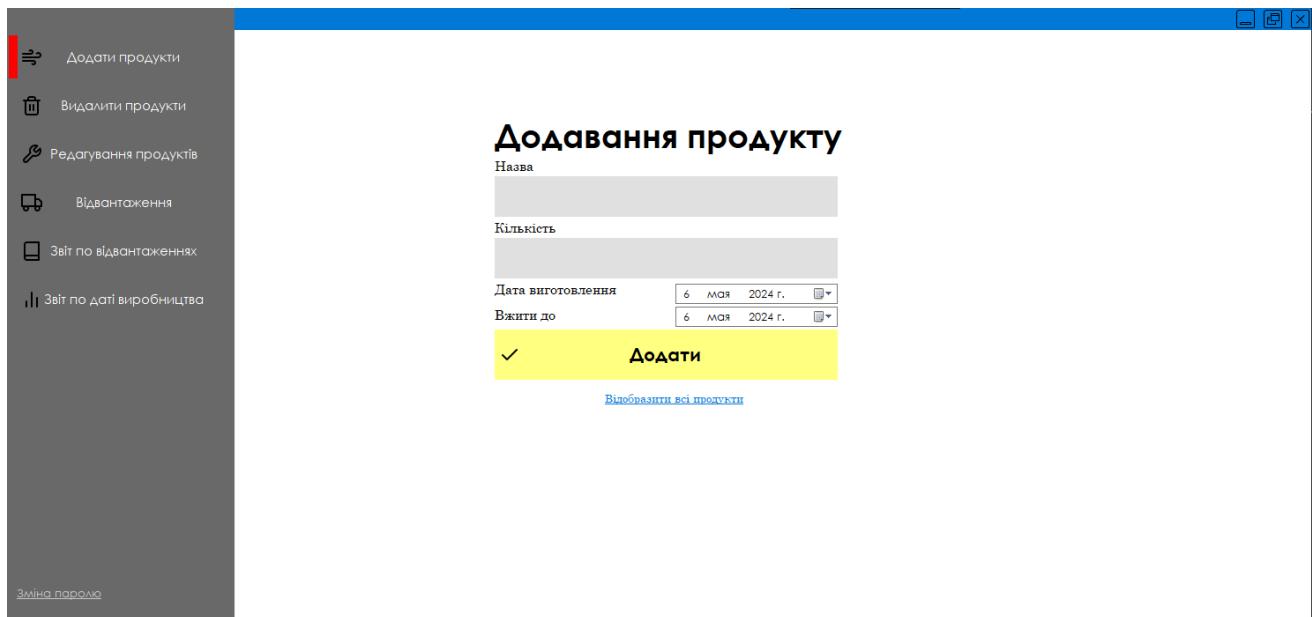 Додати продукти
Видалити продукти
Редагування продуктів
Відвантаження
Звіт по відвантаженнях
Звіт по даті виробництва
Зміна паролю
Додавання продукту
Назва
Кількість
Дата виготовлення 6 мая 2024 г.
Вжити до 6 мая 2024 г.
Додати
Відобразити всі продукти